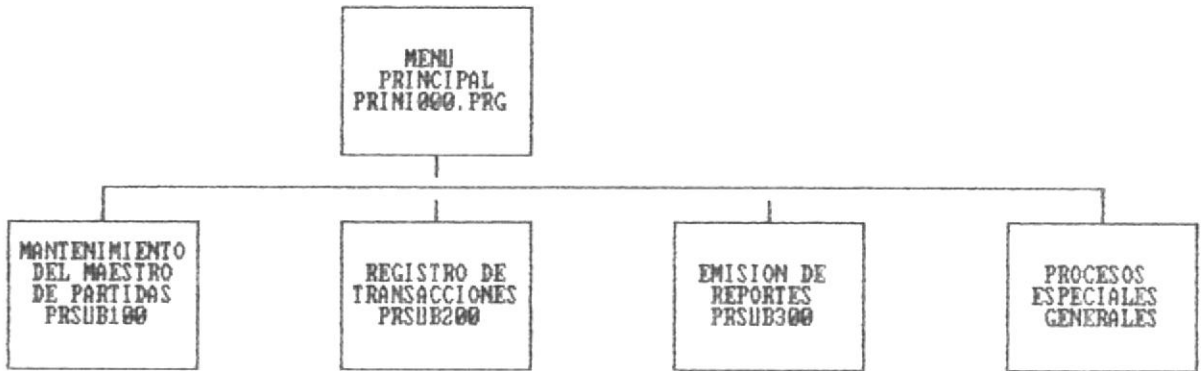 MENU
PRINCIPAL
PRINI000.PRG
MANTENIMIENTO
DEL MAESTRO
DE PARTIDAS
PRSUB100
REGISTRO DE
TRANSACCIONES
PRSUB200
EMISION DE
REPORTES
PRSUB300
PROCESOS
ESPECIALES
GENERALES